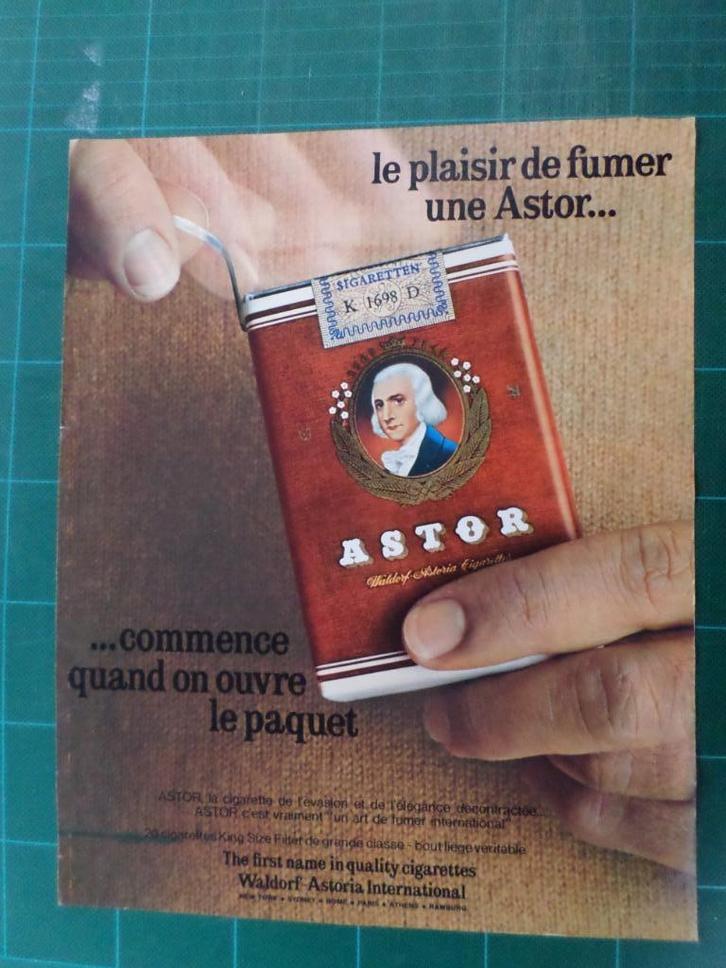 le plaisir de fumer
une Astor...
SIGARETTEN
K 1698 D
ASTOR
Waldorf-Astoria Cigarettes
...commence
quand on ouvre
le paquet
ASTOR, la cigarette de l'évasion et de l'élégance décontractée...
ASTOR c'est vraiment "un art de fumer international"
20 cigarettes King Size Filter de grande classe - bout liège véritable
The first name in quality cigarettes
Waldorf-Astoria International
NEW YORK • SYDNEY • ROME • PARIS • ATHENS • HAMBURG